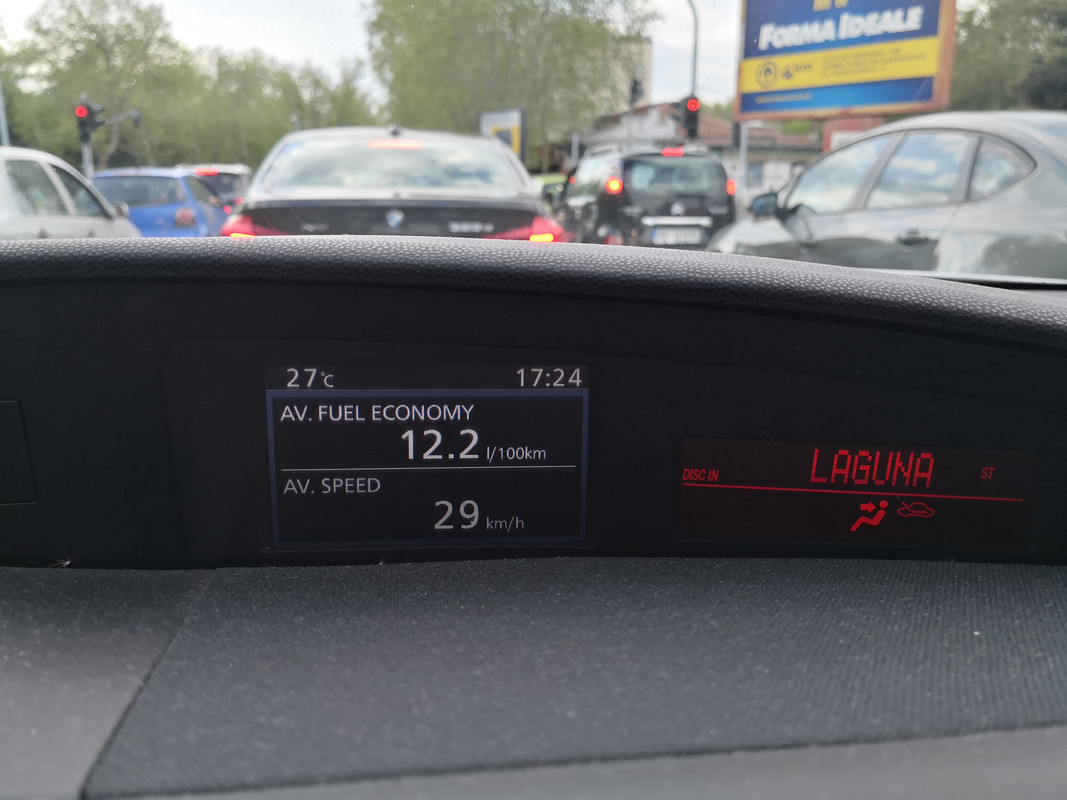 FORMA IDEALE
27°C 17:24
AV. FUEL ECONOMY
12.2 l/100km
AV. SPEED
29 km/h
DISC IN LAGUNA ST